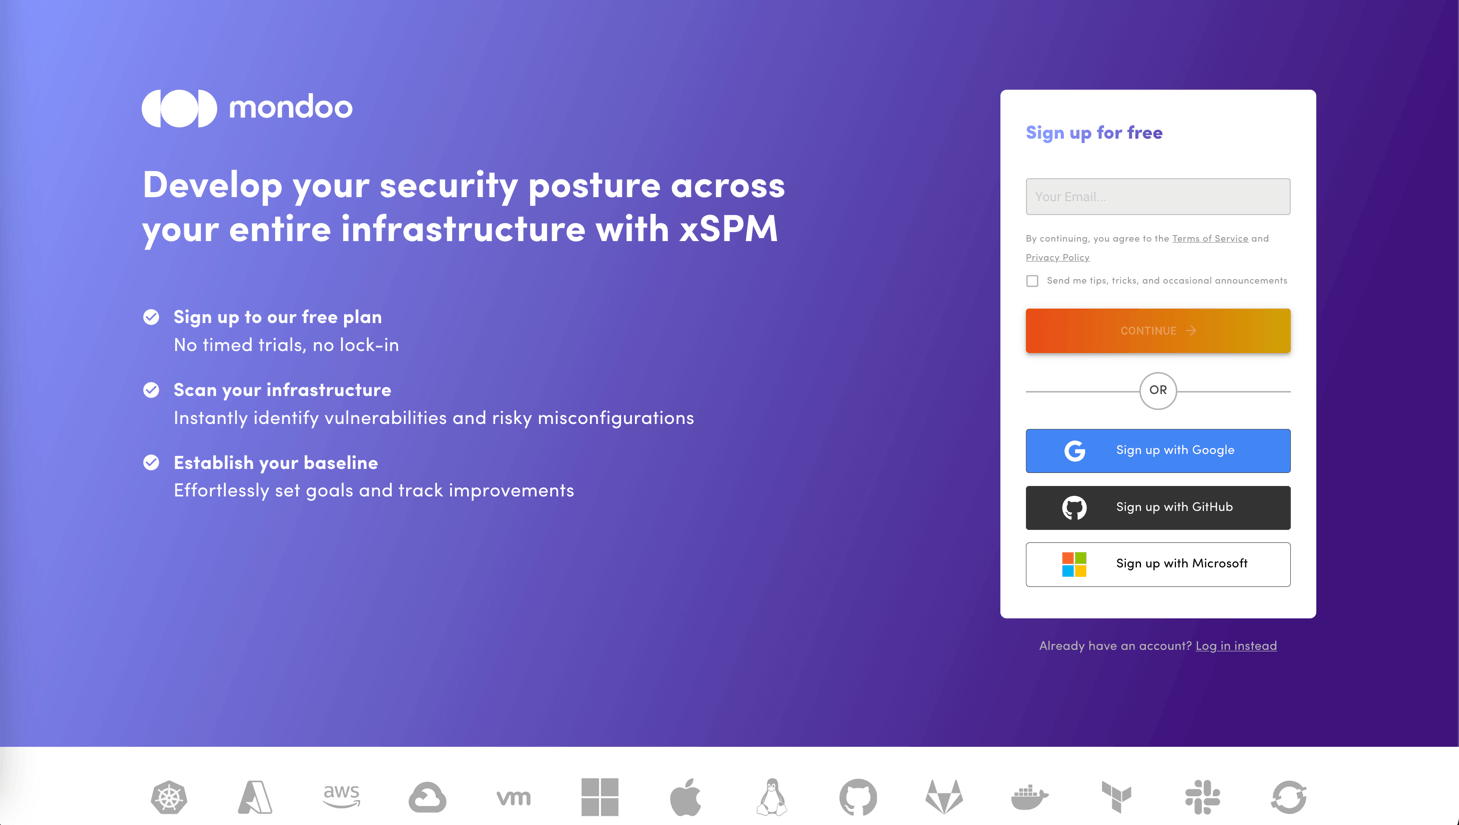 mondoo
Develop your security posture across
your entire infrastructure with xSPM
Sign up to our free plan
No timed trials, no lock-in
Scan your infrastructure
Instantly identify vulnerabilities and risky misconfigurations
Establish your baseline
Effortlessly set goals and track improvements
Sign up for free
Your Email...
By continuing, you agree to the Terms of Service and
Privacy Policy
Send me tips, tricks, and occasional announcements
CONTINUE
OR
Sign up with Google
Sign up with GitHub
Sign up with Microsoft
Already have an account? Log in instead
aws
vm